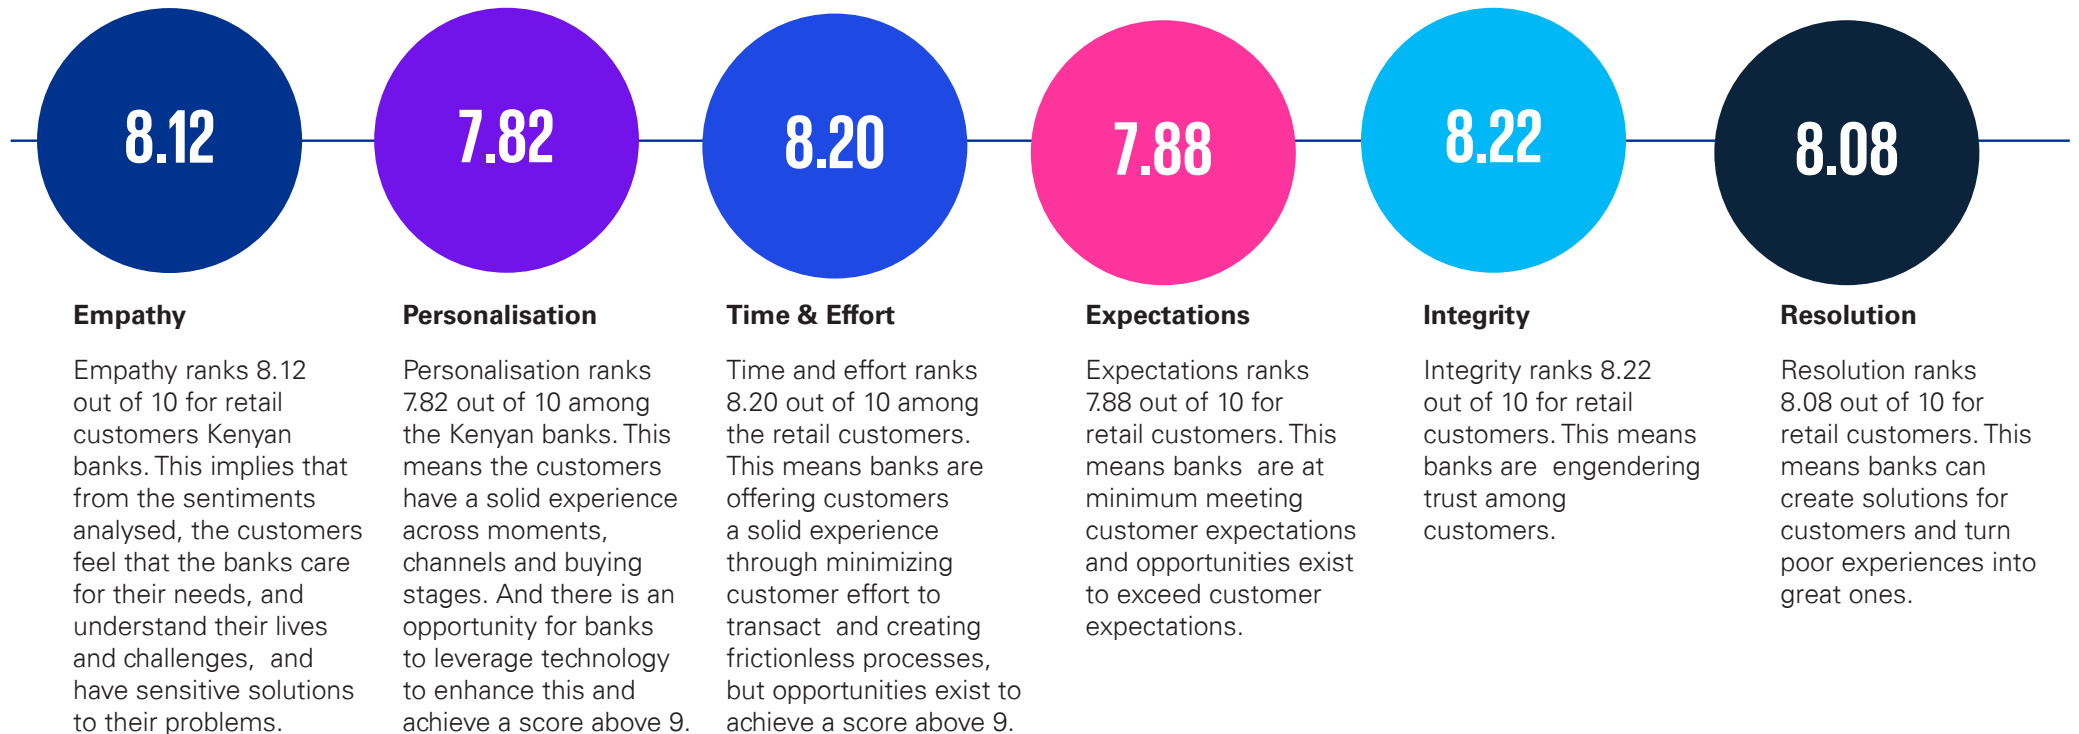 8.12
7.82
8.20
7.88
8.22
8.08
Empathy
Empathy ranks 8.12
out of 10 for retail
customers Kenyan
banks. This implies that
from the sentiments
analysed, the customers
feel that the banks care
for their needs, and
understand their lives
and challenges, and
have sensitive solutions
to their problems.
Personalisation
Personalisation ranks
7.82 out of 10 among
the Kenyan banks. This
means the customers
have a solid experience
across moments,
channels and buying
stages. And there is an
opportunity for banks
to leverage technology
to enhance this and
achieve a score above 9.
Time & Effort
Time and effort ranks
8.20 out of 10 among
the retail customers.
This means banks are
offering customers
a solid experience
through minimizing
customer effort to
transact and creating
frictionless processes,
but opportunities exist to
achieve a score above 9.
Expectations
Expectations ranks
7.88 out of 10 for
retail customers. This
means banks are at
minimum meeting
customer expectations
and opportunities exist
to exceed customer
expectations.
Integrity
Integrity ranks 8.22
out of 10 for retail
customers. This means
banks are engendering
trust among
customers.
Resolution
Resolution ranks
8.08 out of 10 for
retail customers. This
means banks can
create solutions for
customers and turn
poor experiences into
great ones.